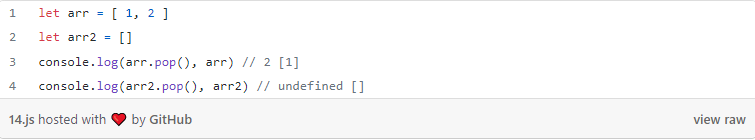 1 let arr = [ 1, 2 ]
2 let arr2 = []
3 console.log(arr.pop(), arr) // 2 [1]
4 console.log(arr2.pop(), arr2) // undefined []
14.js hosted with ❤ by GitHub view raw